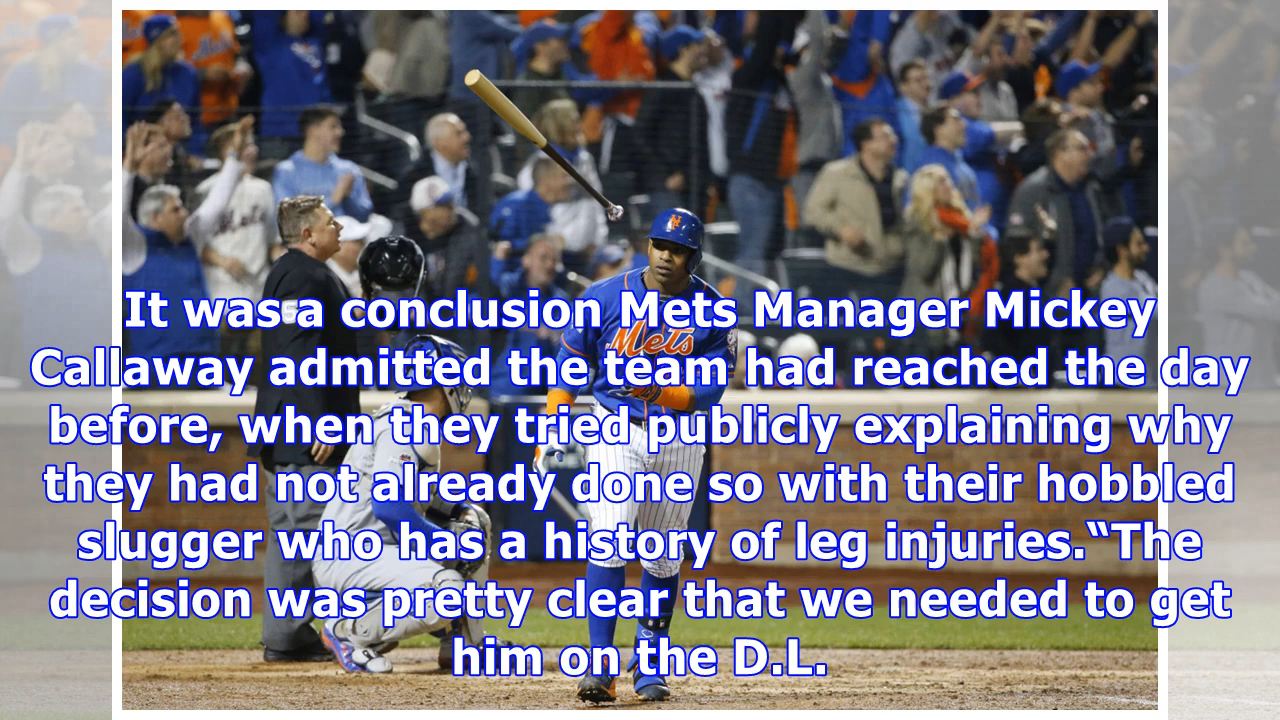 It was a conclusion Mets Manager Mickey
Callaway admitted the team had reached the day
before, when they tried publicly explaining why
they had not already done so with their hobbled
slugger who has a history of leg injuries.“The
decision was pretty clear that we needed to get
him on the D.L.
Mets
Mets